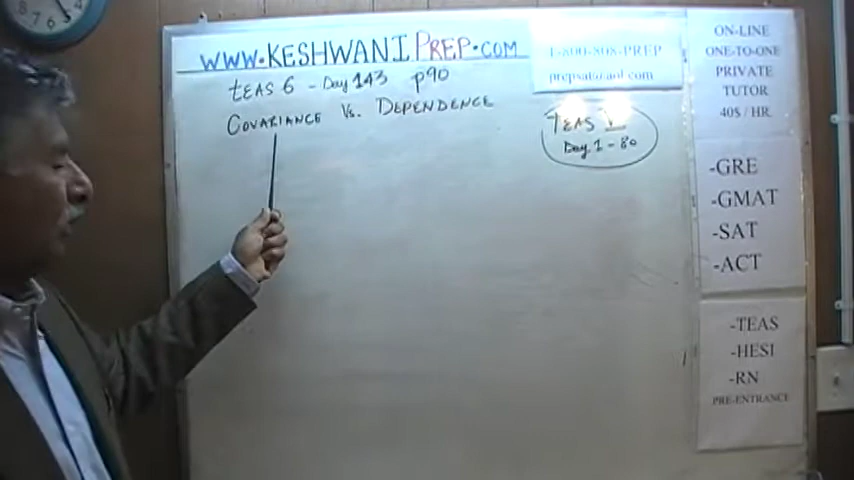 www.KESHWANIPREP.COM
TEAS 6 - Day 143 p90
COVARIANCE Vs. DEPENDENCE
1-800-808-PREP
prepsat@aol.com
TEAS V
Day 1 - 80
ON-LINE
ONE-TO-ONE
PRIVATE
TUTOR
40$ / HR
-GRE
-GMAT
-SAT
-ACT
-TEAS
-HESI
-RN
PRE-ENTRANCE